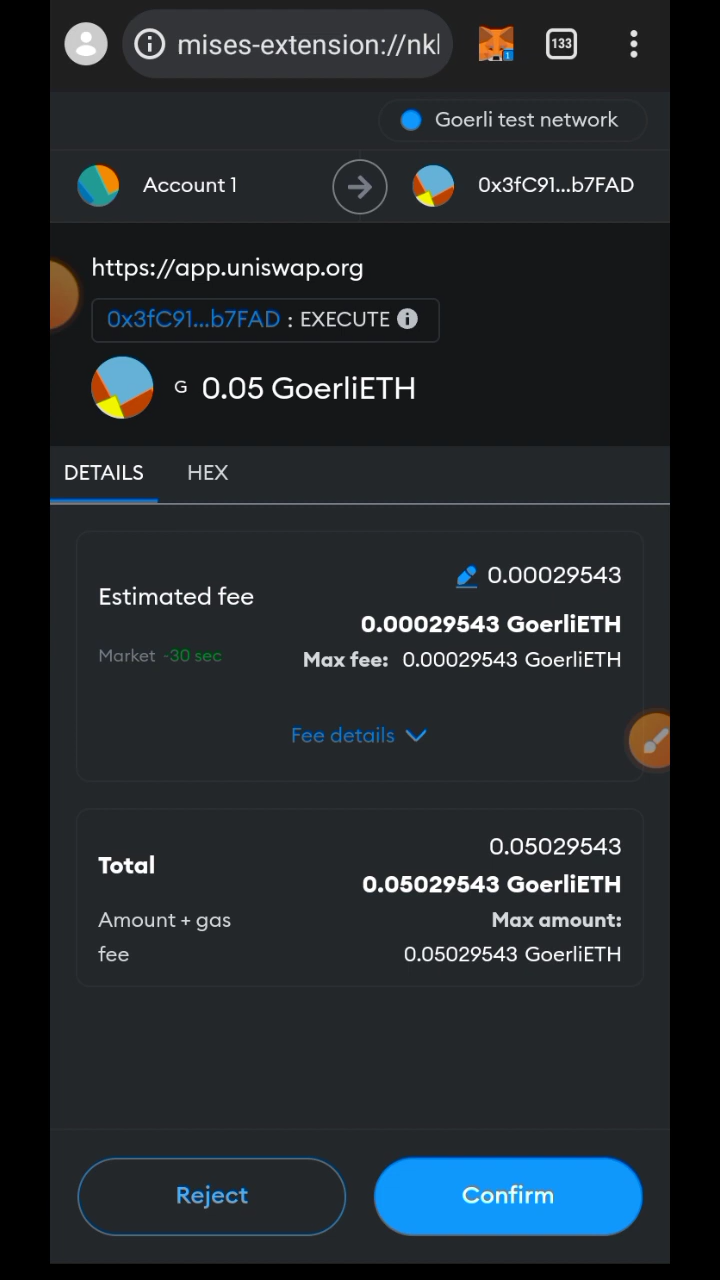 mises-extension://nkl
133
1
Goerli test network
Account 1
0x3fC91...b7FAD
https://app.uniswap.org
0x3fC91...b7FAD : EXECUTE
G 0.05 GoerliETH
DETAILS HEX
0.00029543
Estimated fee
0.00029543 GoerliETH
Market -30 sec
Max fee: 0.00029543 GoerliETH
Fee details
0.05029543
Total
0.05029543 GoerliETH
Amount + gas fee
Max amount:
0.05029543 GoerliETH
Reject
Confirm